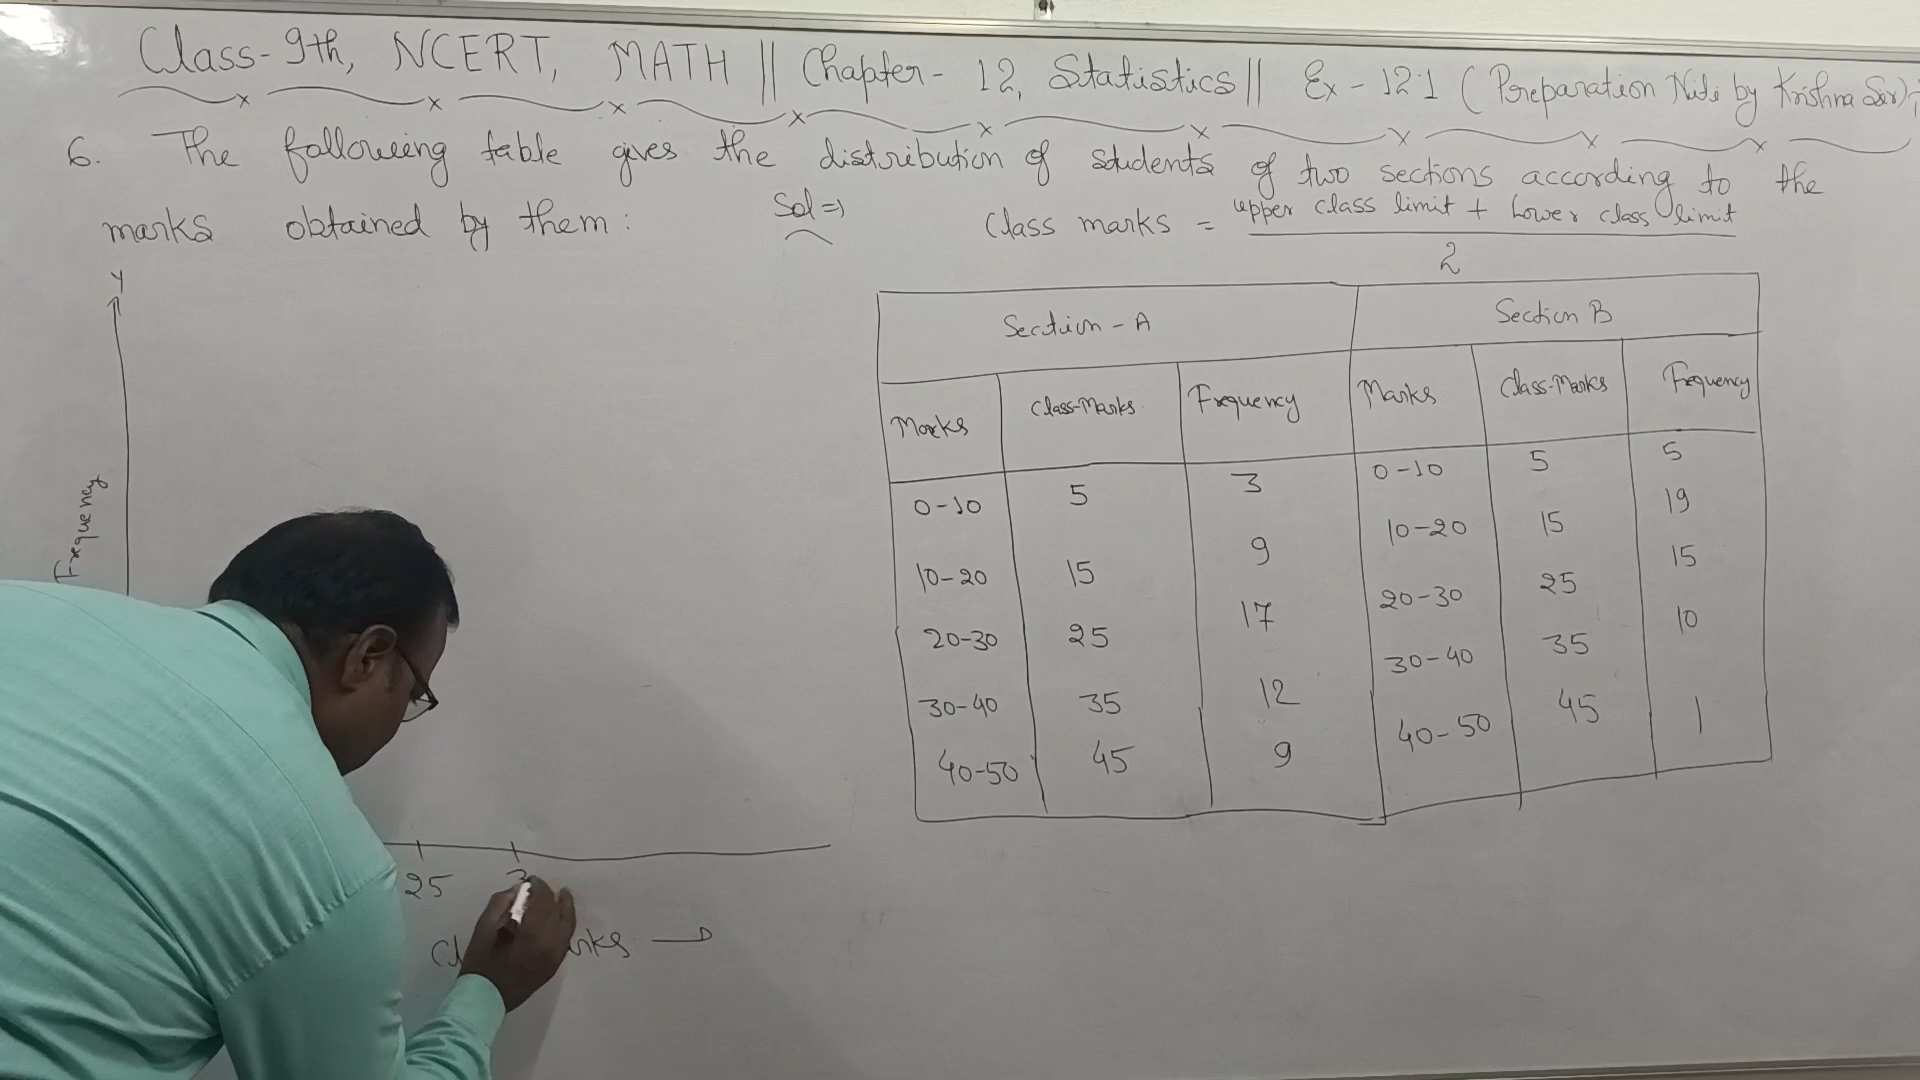 Class-9th, NCERT, MATH || Chapter-12, Statistics || Ex-12.1 (Preparation Niti by Krishna Sir)
6. The following table gives the distribution of students of two sections according to the
marks obtained by them:
Sol⇒
Class marks = upper class limit + Lower class limit
2
Section-A Section B
Marks Class-Marks Frequency Marks Class-Marks Frequency
0-10 5 3 0-10 5 5
10-20 15 9 10-20 15 19
20-30 25 17 20-30 25 15
30-40 35 12 30-40 35 10
40-50 45 9 40-50 45 1
Y
Frequency
25 3